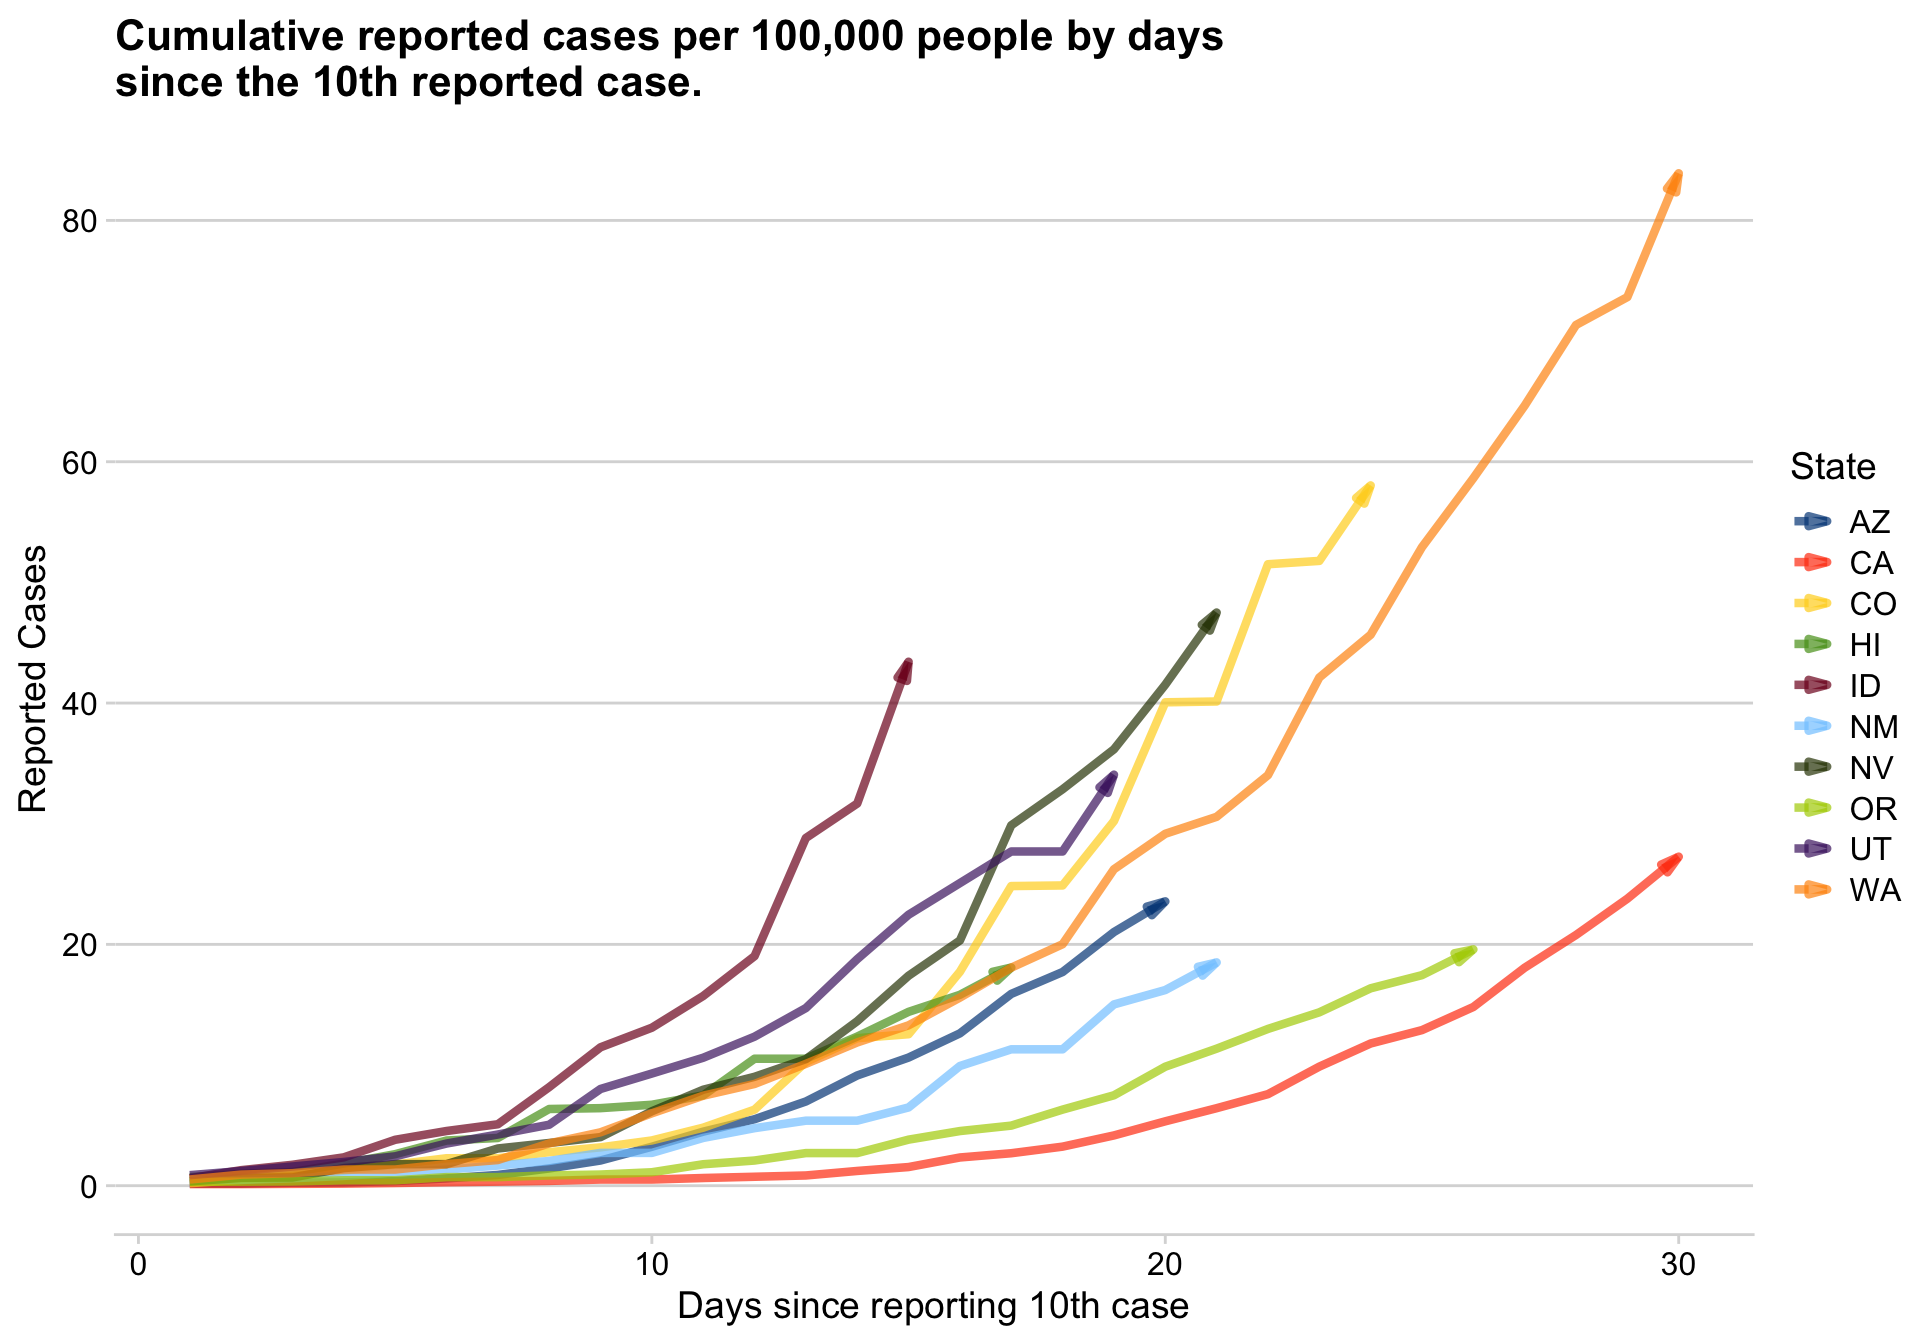 Cumulative reported cases per 100,000 people by days
since the 10th reported case.
80
60
40
20
0
Reported Cases
0 10 20 30
Days since reporting 10th case
State
AZ
CA
CO
HI
ID
NM
NV
OR
UT
WA